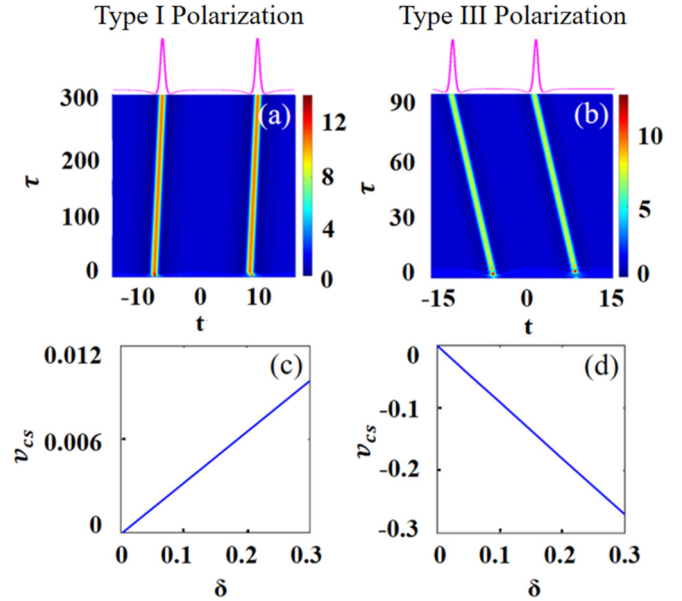 Type I Polarization
Type III Polarization
300
200
100
0
τ
(a)
12
8
4
0
-10
0
10
t
90
60
30
0
τ
(b)
10
5
0
-15
0
15
t
0.012
0.006
0
v_cs
(c)
0
0.1
0.2
0.3
δ
0
-0.1
-0.2
-0.3
v_cs
(d)
0
0.1
0.2
0.3
δ